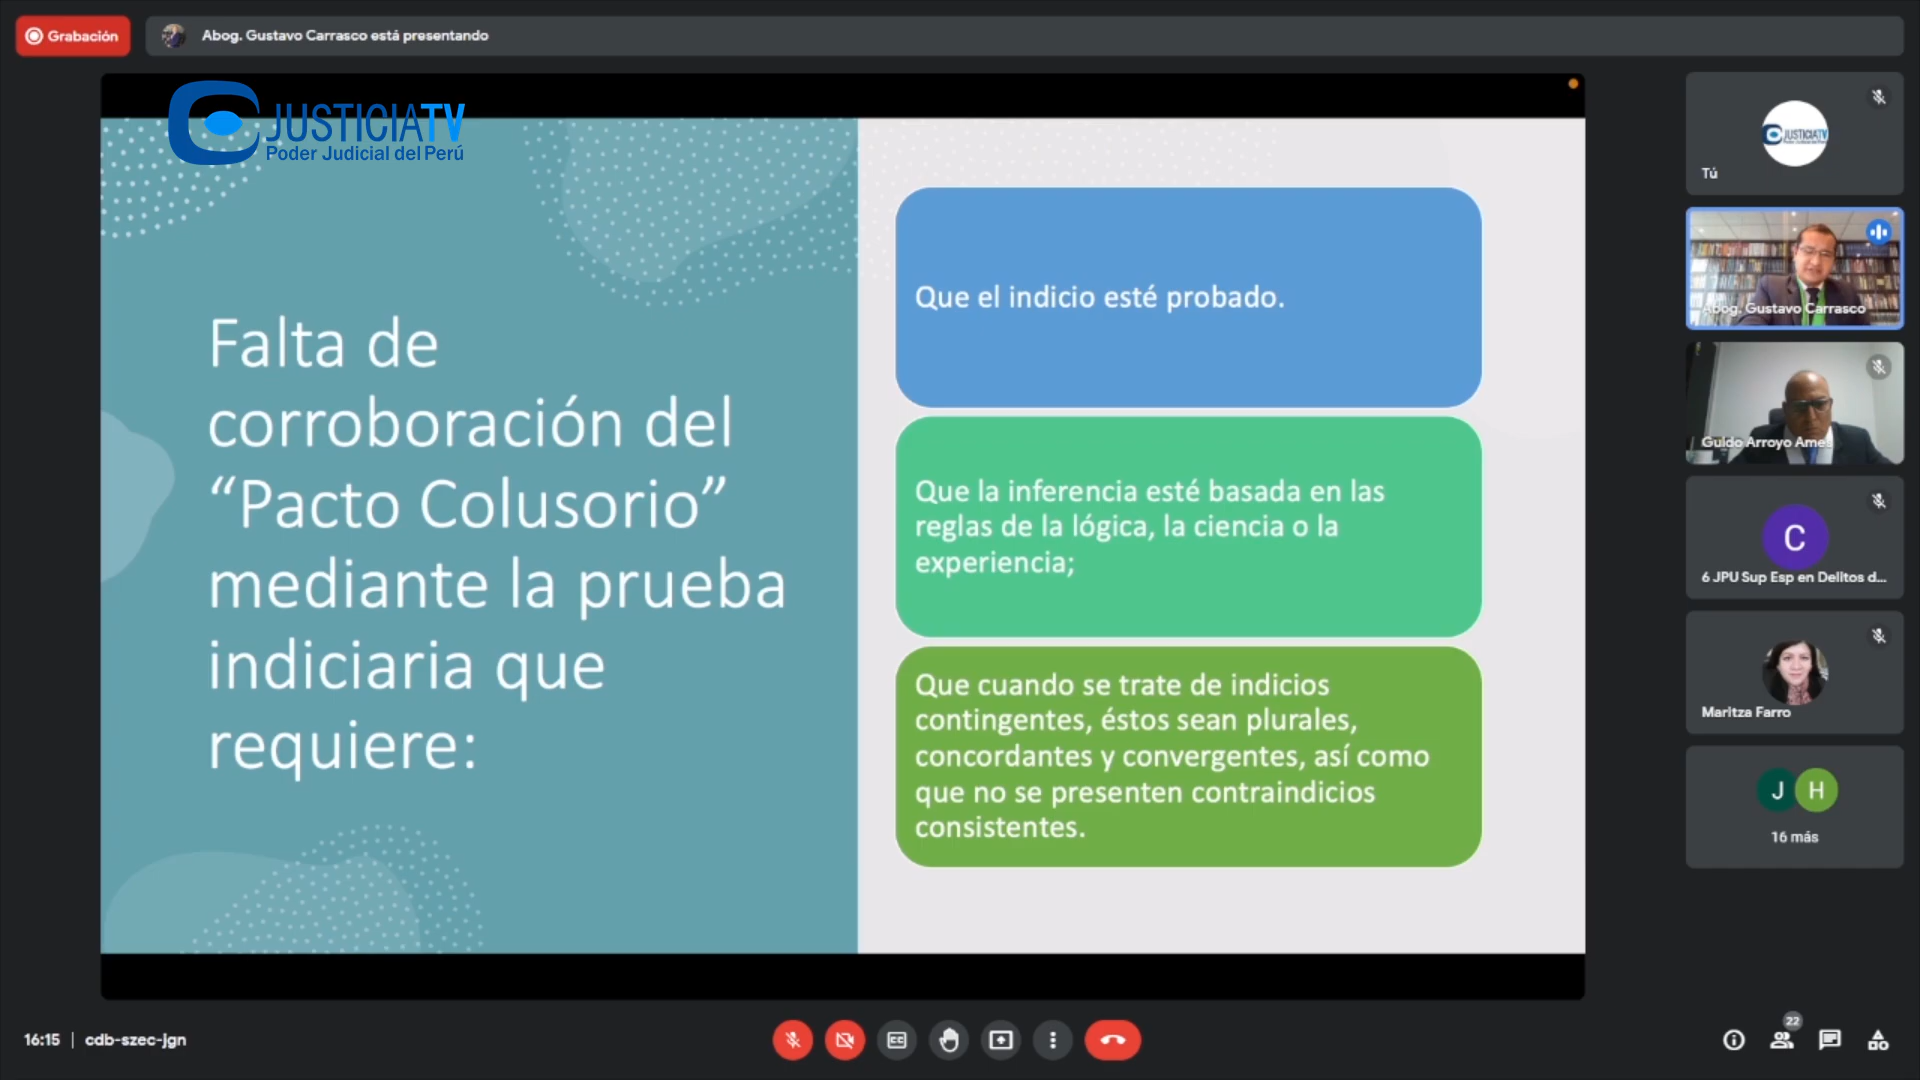 Grabación
Abog. Gustavo Carrasco está presentando
JUSTICIATV
Poder Judicial del Perú
Falta de
corroboración del
“Pacto Colusorio”
mediante la prueba
indiciaria que
requiere:
Que el indicio esté probado.
Que la inferencia esté basada en las
reglas de la lógica, la ciencia o la
experiencia;
Que cuando se trate de indicios
contingentes, éstos sean plurales,
concordantes y convergentes, así como
que no se presenten contraindicios
consistentes.
JUSTICIATV
Tú
Abog. Gustavo Carrasco
Guido Arroyo Ames
C
6 JPU Sup Esp en Delitos d...
Maritza Farro
J H
16 más
16:15 | cdb-szec-jgn
22